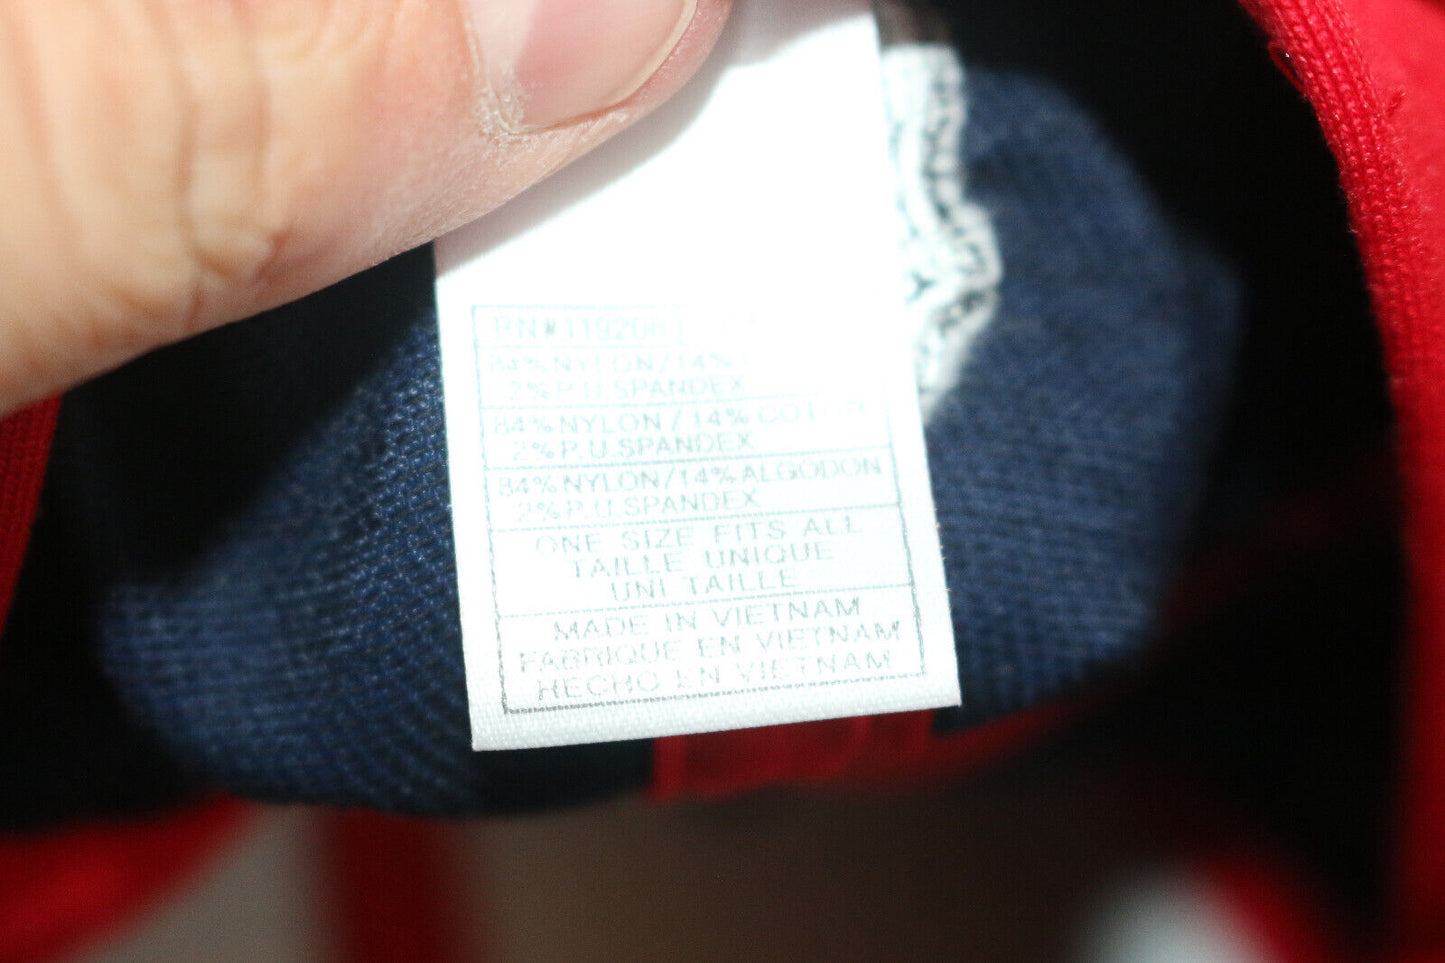 84% NYLON / 14%
2% P.U.SPANDEX
84% NYLON / 14%
2% P.U.SPANDEX
84% NYLON / 14% ALGODON
2% P.U.SPANDEX
ONE SIZE FITS ALL
TAILLE UNIQUE
UNI TAILLE
MADE IN VIETNAM
FABRIQUE EN VIETNAM
HECHO EN VIETNAM